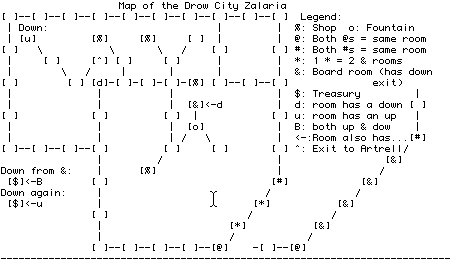 Map of the Drow City Zalaria
[ ]--[ ]--[ ]--[ ]--[ ]--[ ]--[ ]--[ ]--[ ] Legend:
| Down: | | %: Shop o: Fountain
| [u] [%] [%] | | @: Both @s = same room
[ ] \ \ / [ ] [ ] #: Both #s = same room
| [ ] [^] [ ] [ ] | | *: 1 * = 2 & rooms
| \ / | | &: Board room (has down
[ ] [d]--[ ]--[ ]--[%]--[ ]--[ ]--[ ] exit)
| | | | $: Treasury |
| | [&]<-d | d: room has a down [ ]
[ ] [ ] [ ] | [ ] u: room has an up |
| | [o] | B: both up & dow |
| | / \ | <-:Room also has...[#]
[ ]--[ ]--[ ] [ ] [ ] [ ]--[ ]--[ ] ^: Exit to Artrell/
| / | / / [&]
Down from &: | [%] | / / /
[$]<-B [ ] [#] [&] /
Down again: | / / /
[$]<-u | [*] [&]
[ ] / /
| [*] [&]
| / /
[ ]--[ ]--[ ]--[ ]--[@] -[ ]--[@]